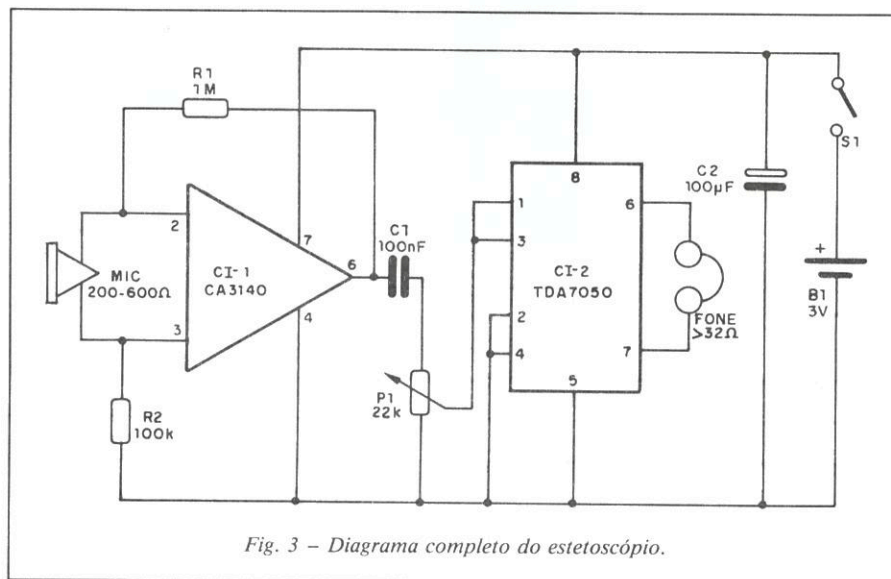 R1
1M
2
3
7
4
6
MIC
200-600Ω
CI-1
CA3140
R2
100k
C1
100nF
P1
22k
1
3
2
4
8
5
6
7
CI-2
TDA7050
FONE
>32Ω
C2
100µF
S1
+
B1
3V
Fig. 3 – Diagrama completo do estetoscópio.